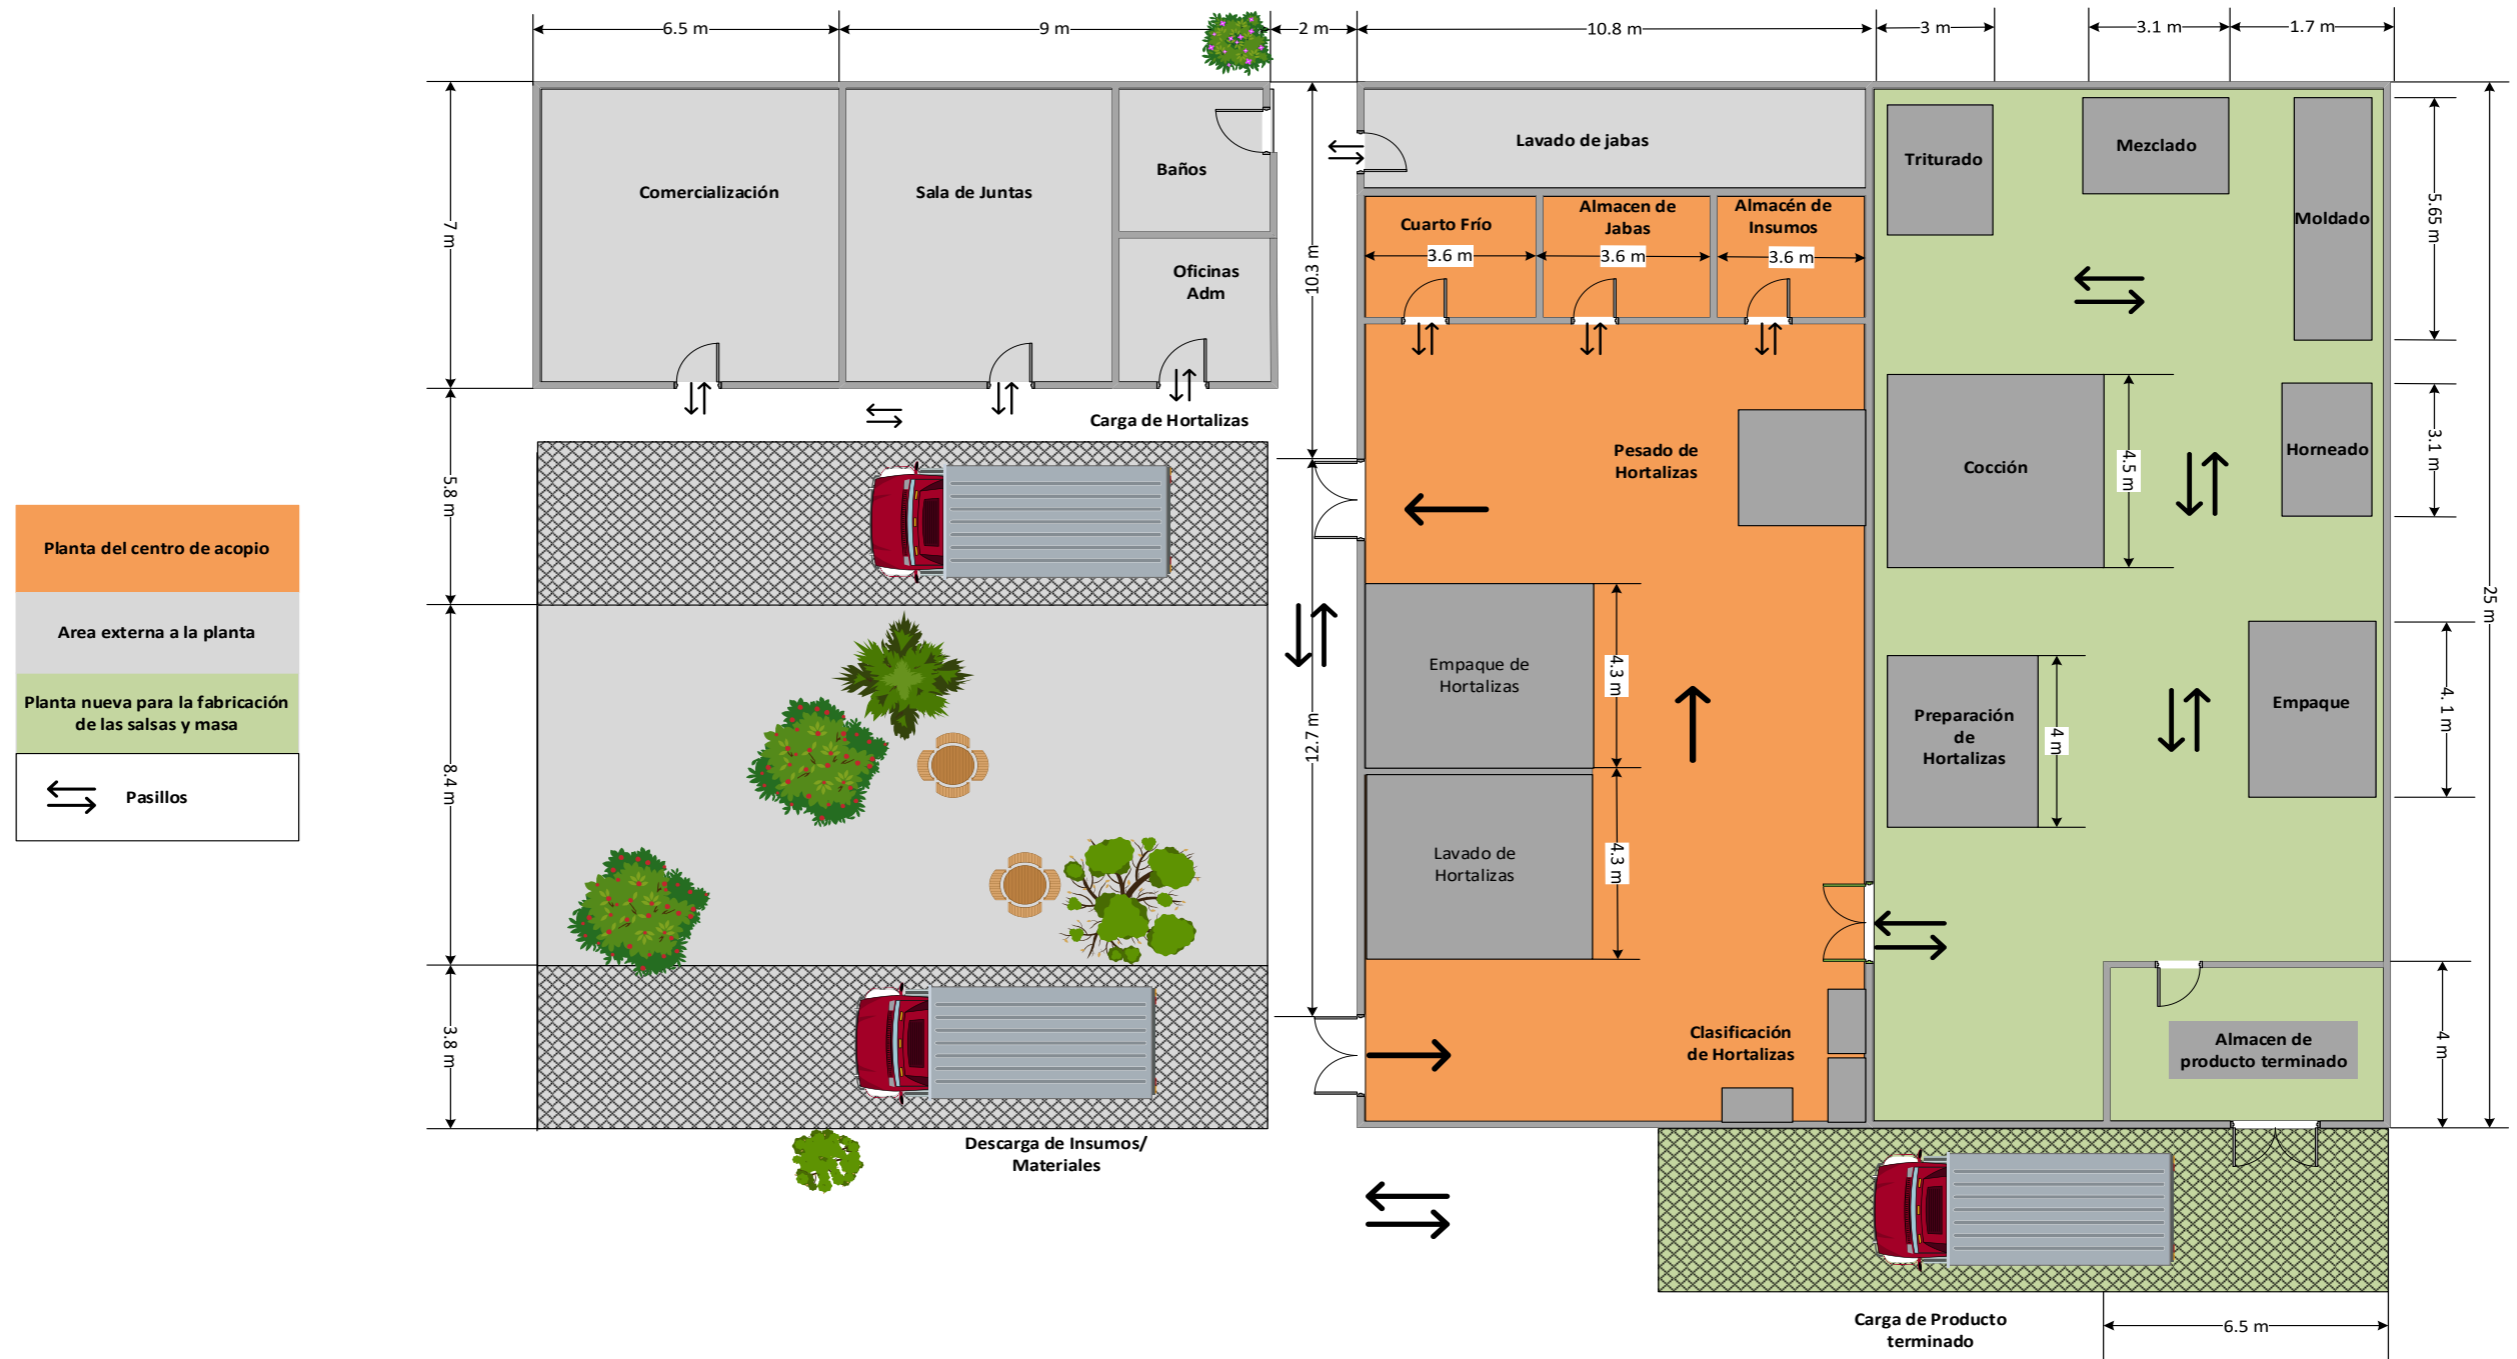 6.5 m
9 m
2 m
10.8 m
3 m
3.1 m
1.7 m
Comercialización
Sala de Juntas
Baños
Oficinas
Adm
7 m
Lavado de jabas
Cuarto Frío
3.6 m
Almacen de
Jabas
3.6 m
Almacén de
Insumos
3.6 m
10.3 m
Triturado
Mezclado
Moldado
5.65 m
Carga de Hortalizas
5.8 m
Pesado de
Hortalizas
Cocción
4.5 m
Horneado
3.1 m
25 m
Planta del centro de acopio
Area externa a la planta
Planta nueva para la fabricación
de las salsas y masa
Pasillos
8.4 m
12.7 m
Empaque de
Hortalizas
4.3 m
Lavado de
Hortalizas
4.3 m
Preparación
de
Hortalizas
4 m
Empaque
4. 1 m
3.8 m
Clasificación
de Hortalizas
Almacen de
producto terminado
4 m
Descarga de Insumos/
Materiales
Carga de Producto
terminado
6.5 m